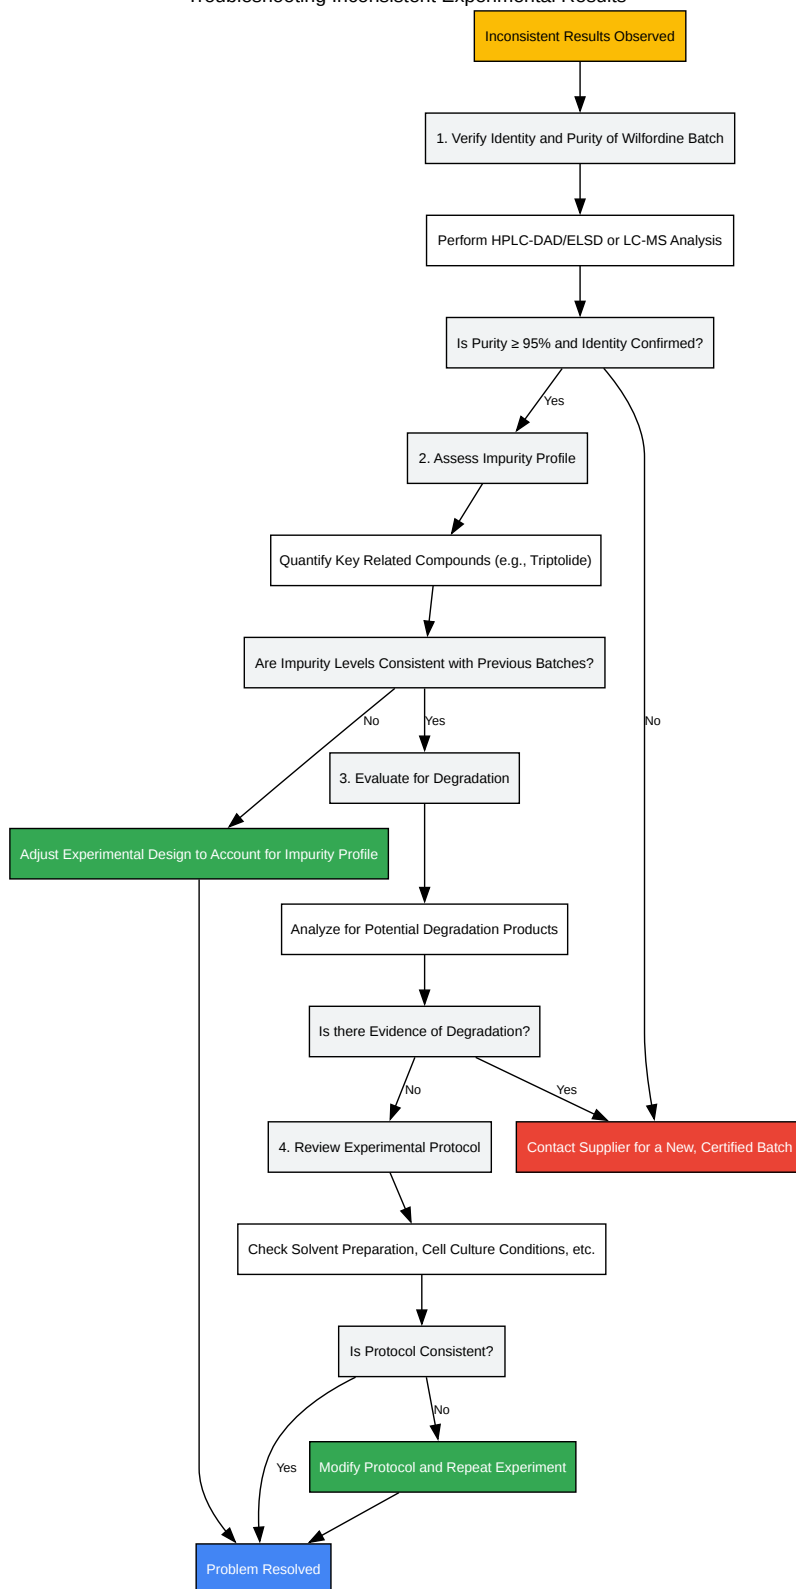 Troubleshooting Inconsistent Experimental Results
Inconsistent Results Observed
1. Verify Identity and Purity of Wilfordine Batch
Perform HPLC-DAD/ELSD or LC-MS Analysis
Is Purity ≥ 95% and Identity Confirmed?
Yes
2. Assess Impurity Profile
Quantify Key Related Compounds (e.g., Triptolide)
Are Impurity Levels Consistent with Previous Batches?
No
Yes
No
3. Evaluate for Degradation
Adjust Experimental Design to Account for Impurity Profile
Analyze for Potential Degradation Products
Is there Evidence of Degradation?
No
Yes
4. Review Experimental Protocol
Contact Supplier for a New, Certified Batch
Check Solvent Preparation, Cell Culture Conditions, etc.
Is Protocol Consistent?
No
Yes
Modify Protocol and Repeat Experiment
Problem Resolved